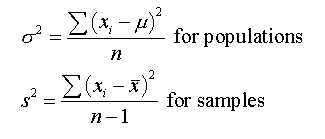 σ² = ∑(xᵢ − μ)² / n for populations
s² = ∑(xᵢ − x̄)² / n − 1 for samples